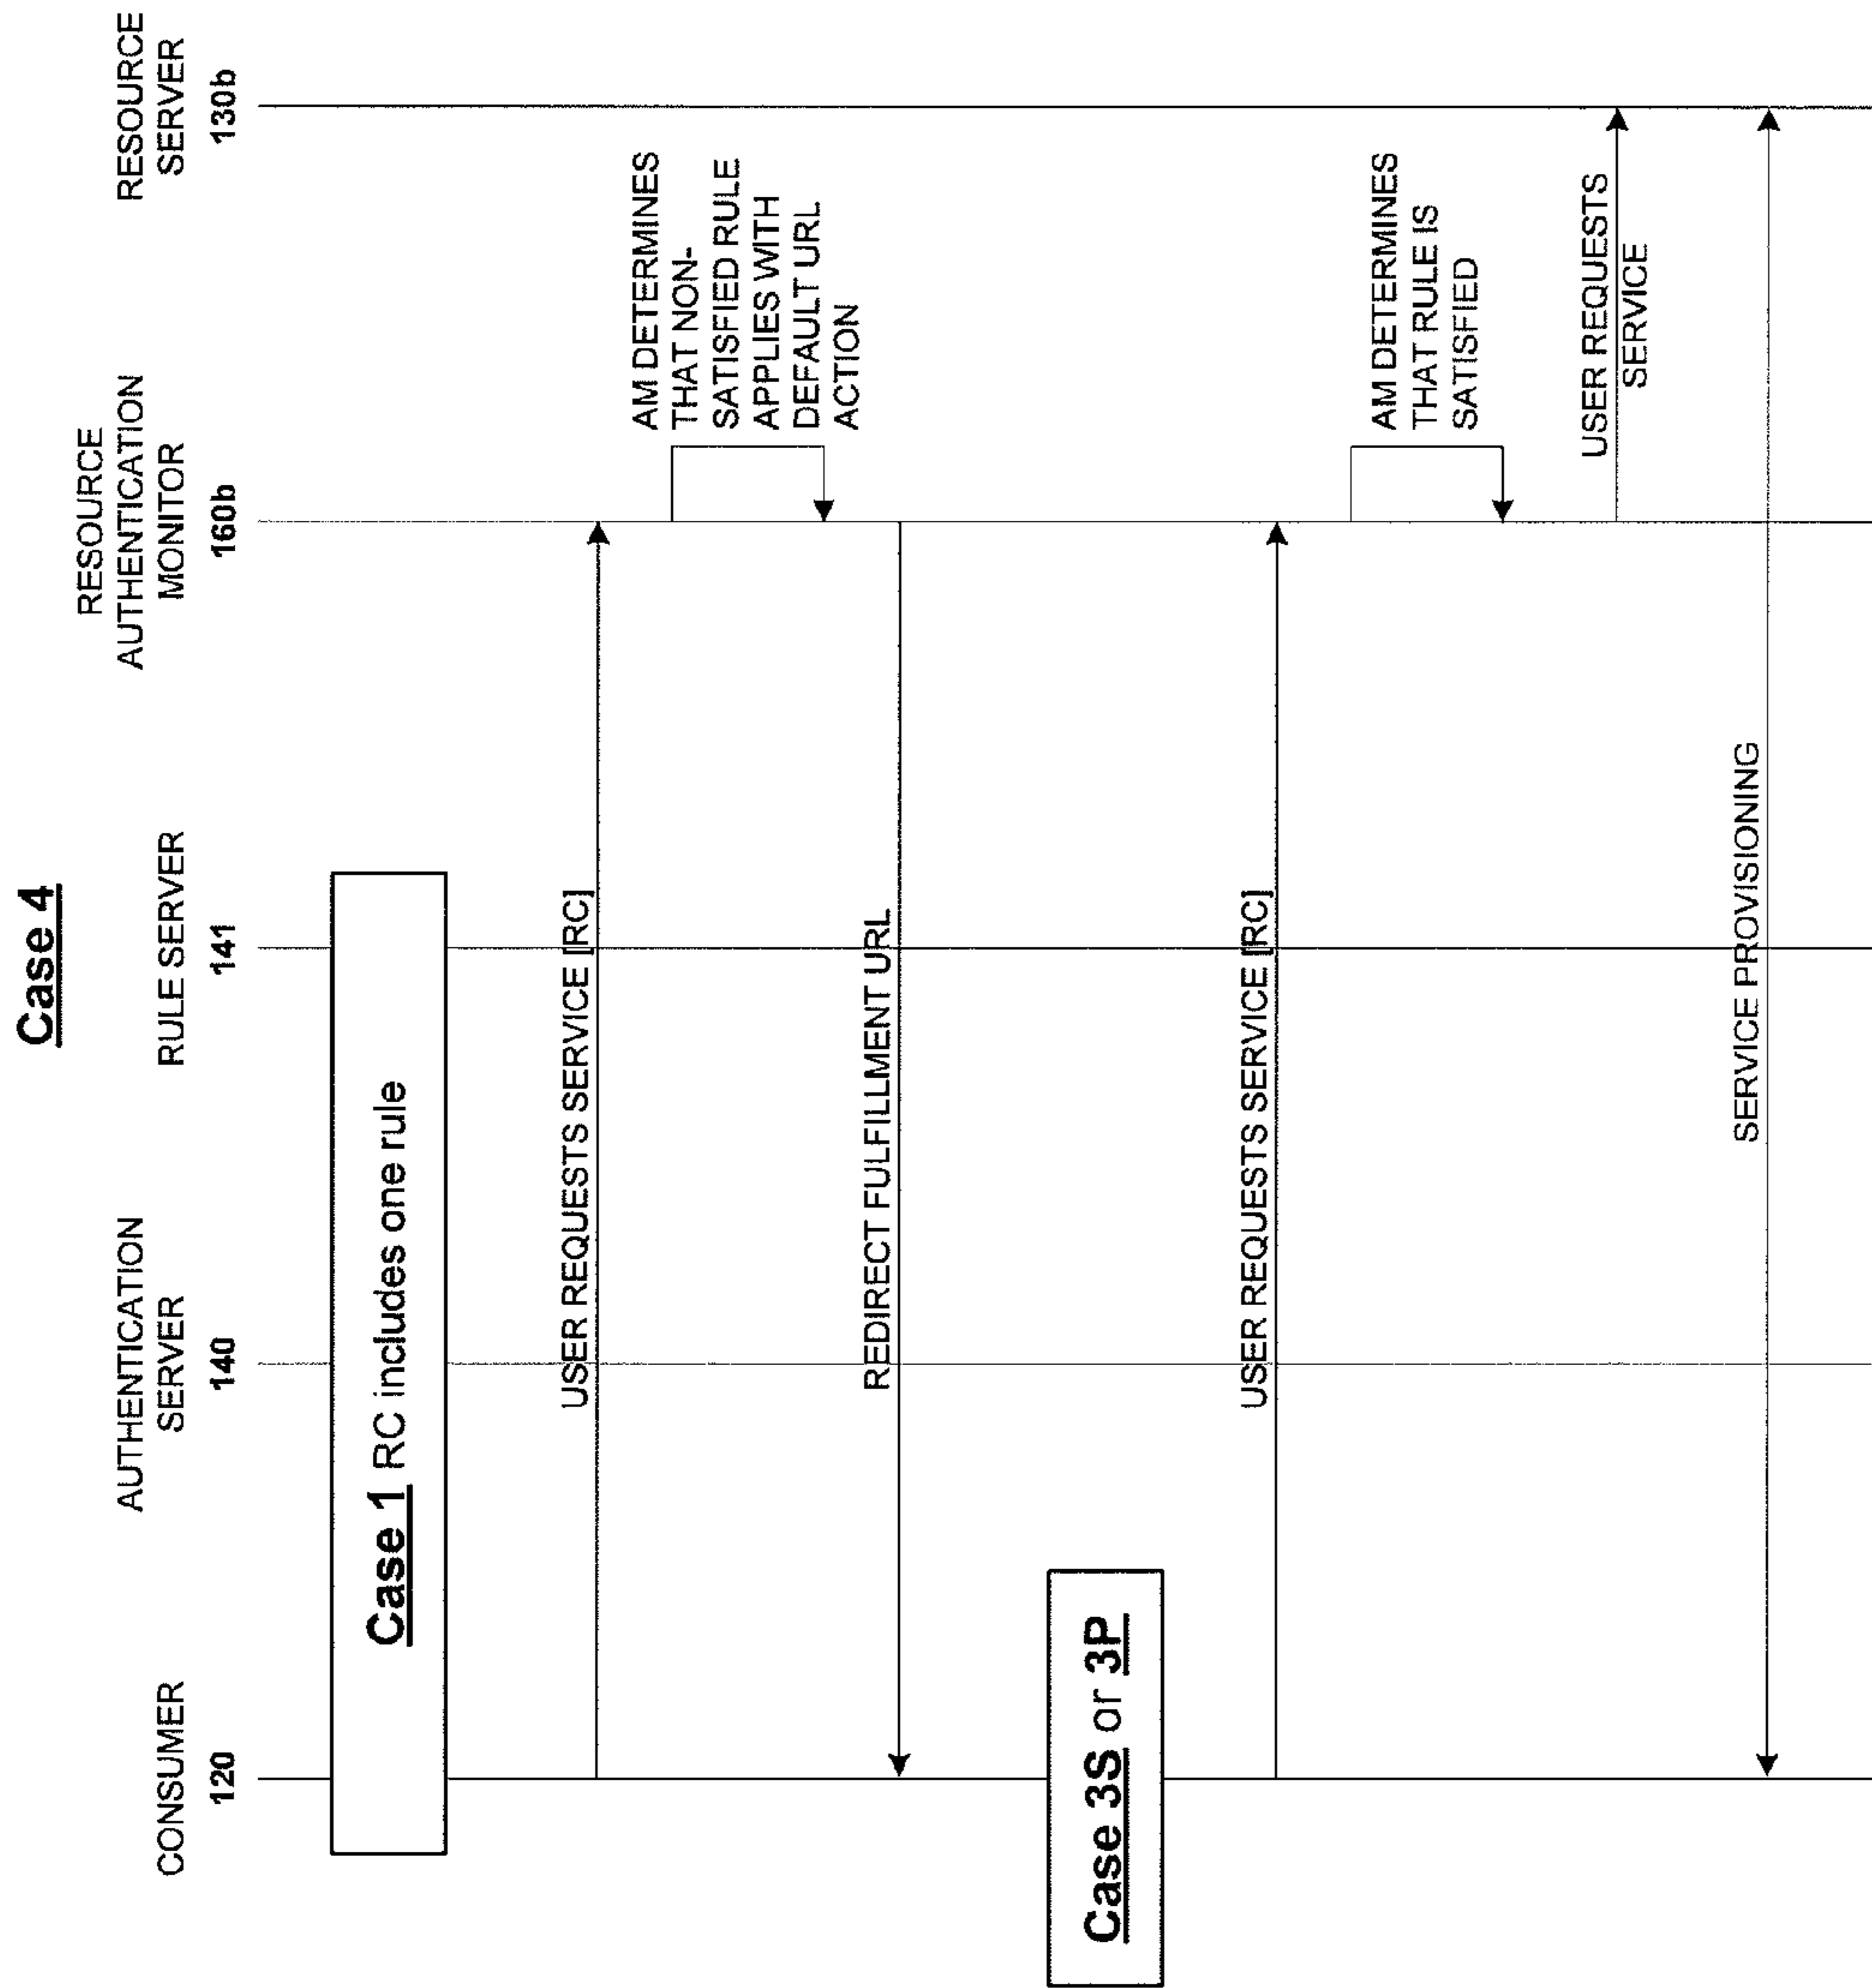 Case 4
CONSUMER
120
AUTHENTICATION
SERVER
140
RULE SERVER
141
RESOURCE
AUTHENTICATION
MONITOR
160b
RESOURCE
SERVER
130b
Case 1 RC includes one rule
USER REQUESTS SERVICE [RC]
AM DETERMINES
THAT NON-
SATISFIED RULE
APPLIES WITH
DEFAULT URL
ACTION
REDIRECT FULFILLMENT URL
Case 3S or 3P
USER REQUESTS SERVICE [RC]
AM DETERMINES
THAT RULE IS
SATISFIED
USER REQUESTS
SERVICE
SERVICE PROVISIONING